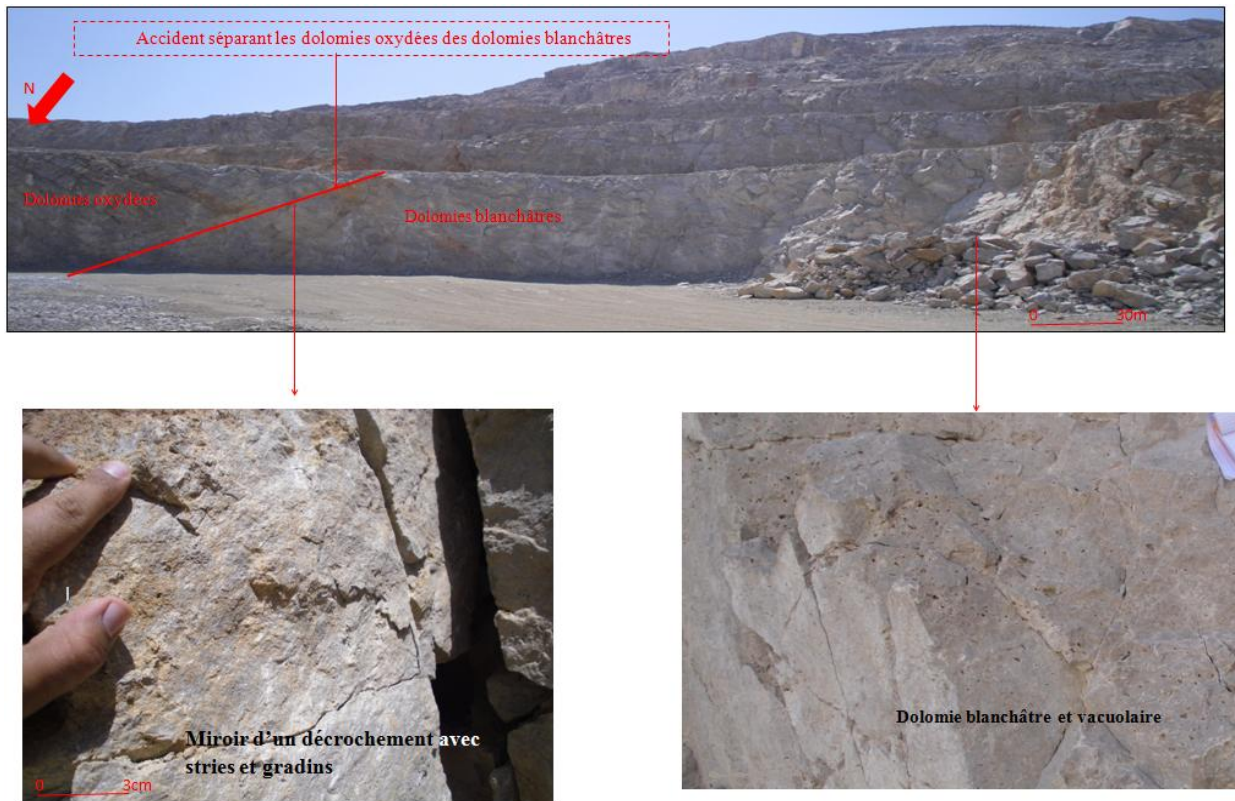 Accident séparant les dolomies oxydées des dolomies blanchâtres
N
Dolomies oxydées
Dolomies blanchâtres
0 30m
Miroir d'un décrochement avec
stries et gradins
0 3cm
Dolomie blanchâtre et vacuolaire